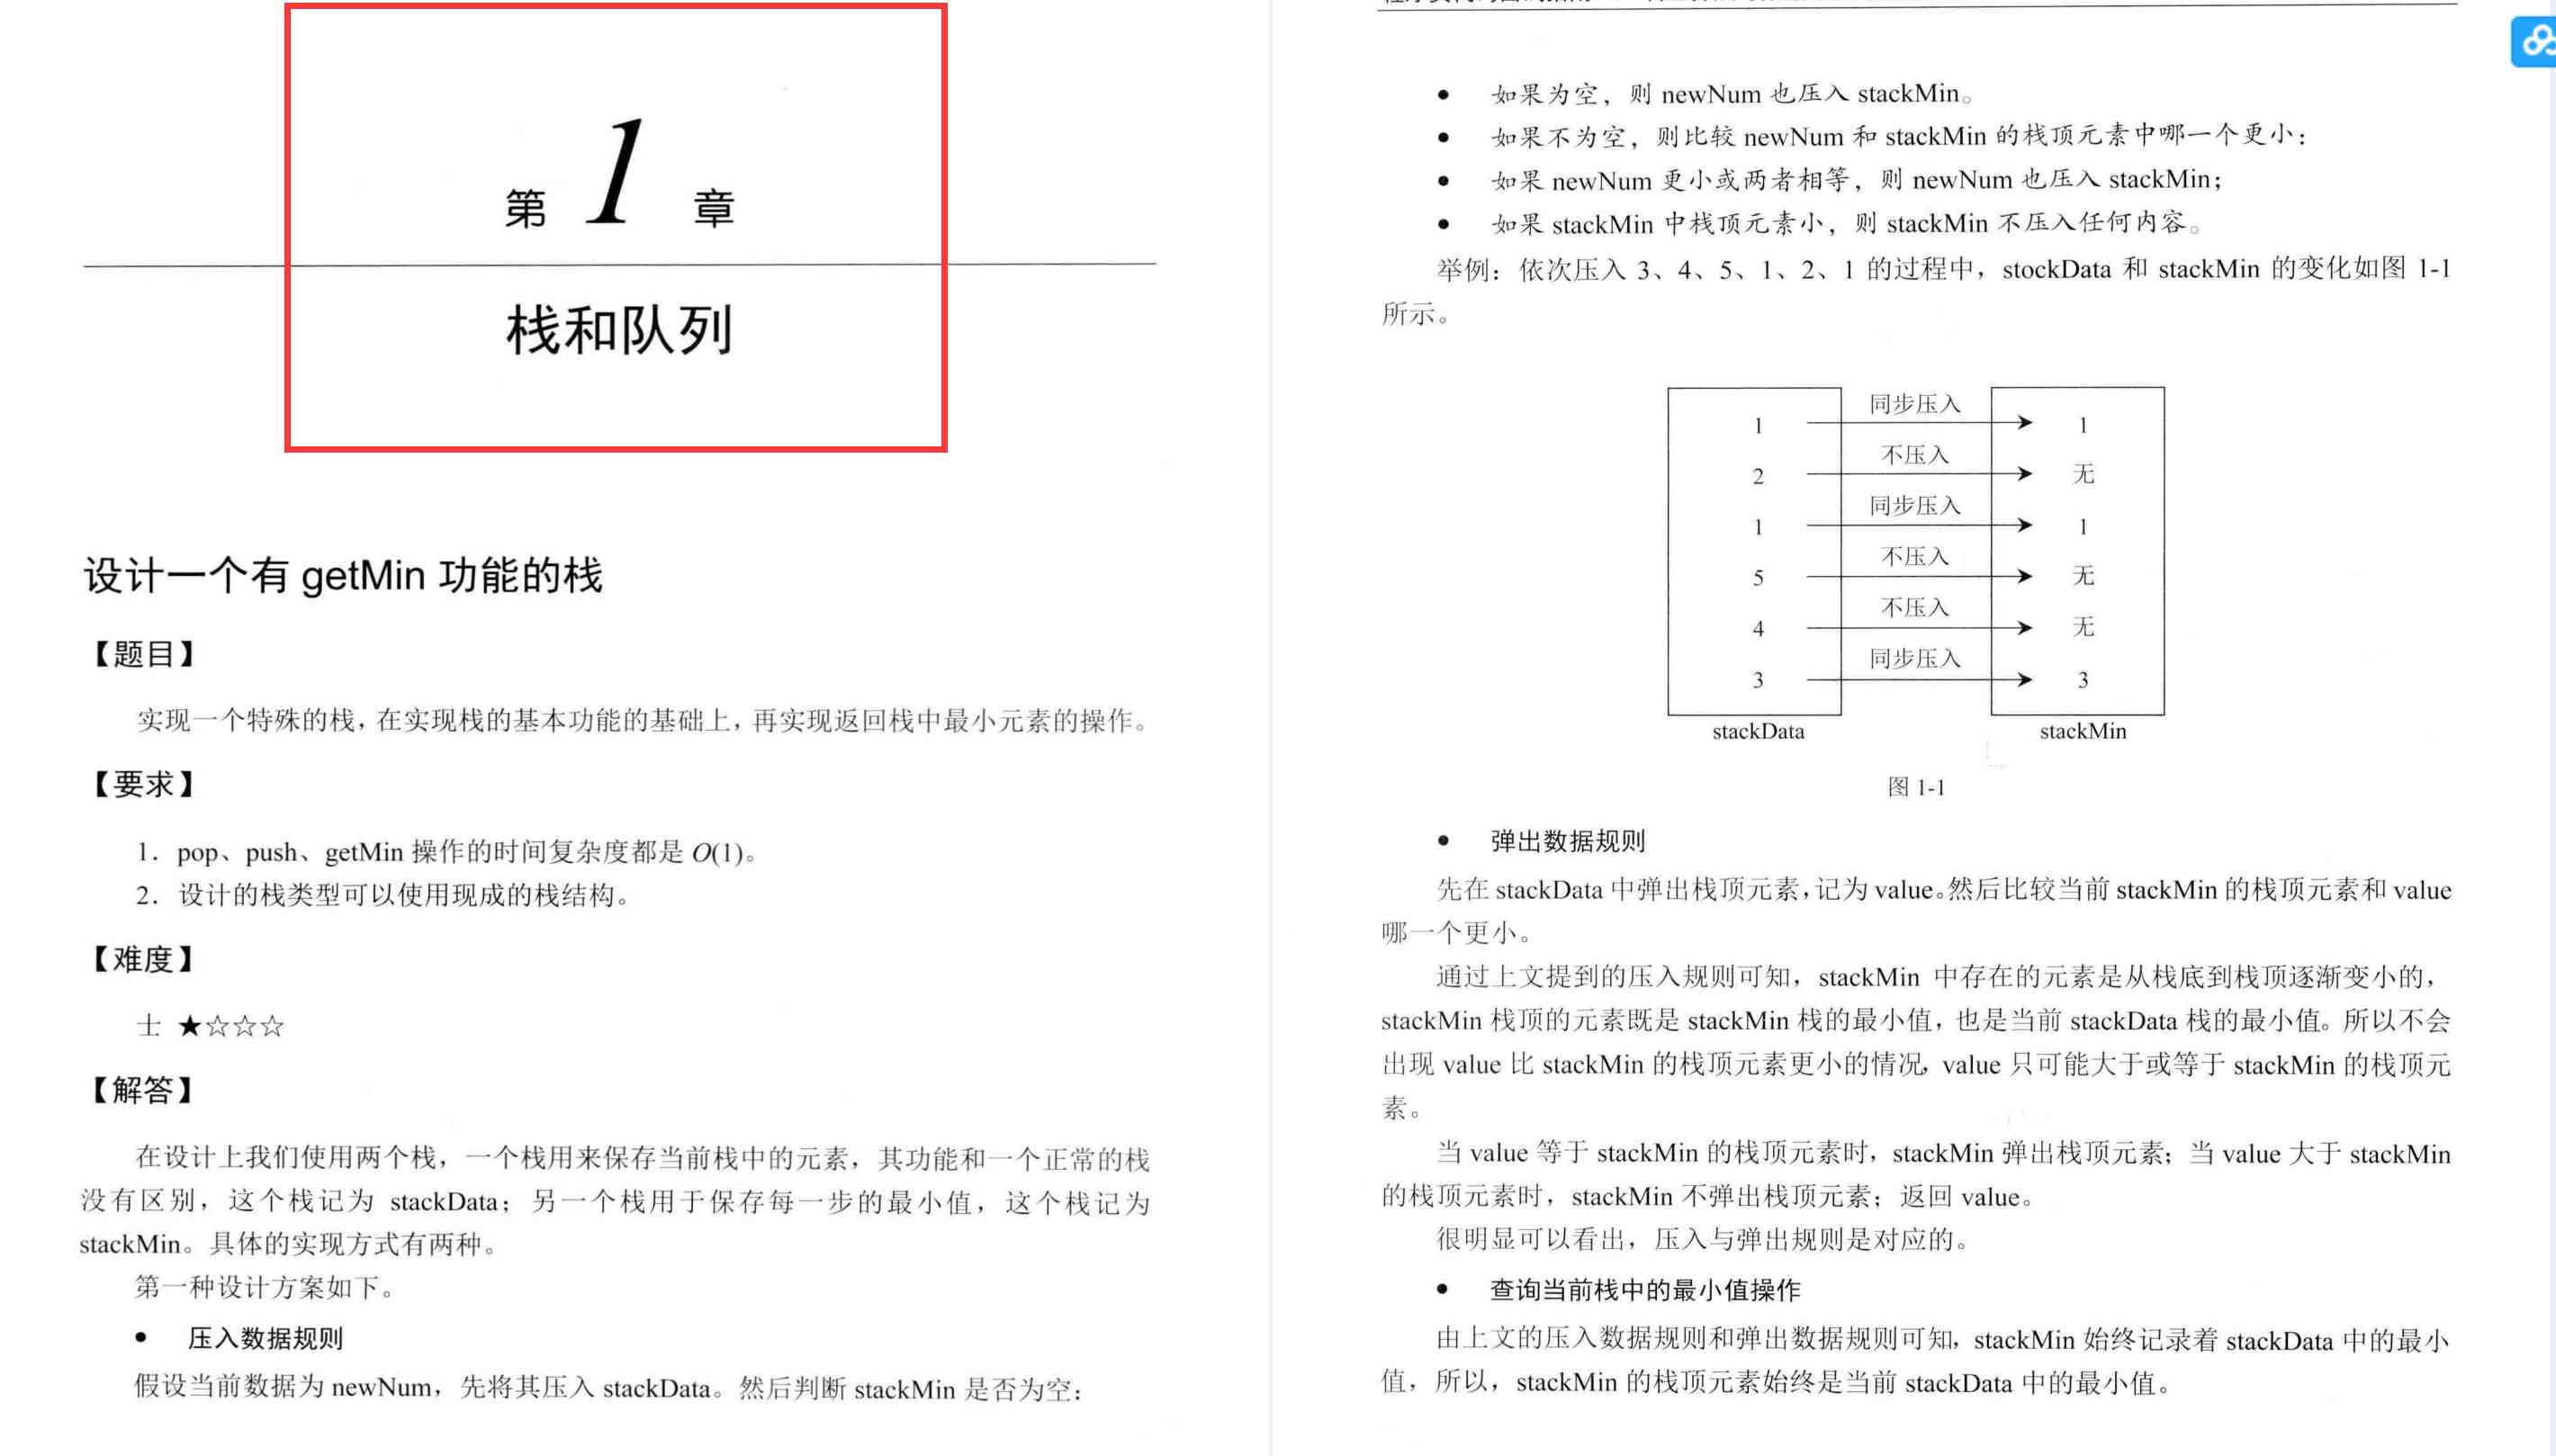 第 1 章
栈和队列
设计一个有 getMin 功能的栈
【题目】
实现一个特殊的栈，在实现栈的基本功能的基础上，再实现返回栈中最小元素的操作。
【要求】
1．pop、push、getMin 操作的时间复杂度都是 O(1)。
2．设计的栈类型可以使用现成的栈结构。
【难度】
士 ★☆☆☆
【解答】
在设计上我们使用两个栈，一个栈用来保存当前栈中的元素，其功能和一个正常的栈
没有区别，这个栈记为 stackData；另一个栈用于保存每一步的最小值，这个栈记为
stackMin。具体的实现方式有两种。
第一种设计方案如下。
● 压入数据规则
假设当前数据为 newNum，先将其压入 stackData。然后判断 stackMin 是否为空：
● 如果为空，则 newNum 也压入 stackMin。
● 如果不为空，则比较 newNum 和 stackMin 的栈顶元素中哪一个更小：
● 如果 newNum 更小或两者相等，则 newNum 也压入 stackMin；
● 如果 stackMin 中栈顶元素小，则 stackMin 不压入任何内容。
举例：依次压入 3、4、5、1、2、1 的过程中，stockData 和 stackMin 的变化如图 1-1
所示。
1 同步压入 1
2 不压入 无
1 同步压入 1
5 不压入 无
4 不压入 无
3 同步压入 3
stackData stackMin
图 1-1
● 弹出数据规则
先在 stackData 中弹出栈顶元素，记为 value。然后比较当前 stackMin 的栈顶元素和 value
哪一个更小。
通过上文提到的压入规则可知，stackMin 中存在的元素是从栈底到栈顶逐渐变小的，
stackMin 栈顶的元素既是 stackMin 栈的最小值，也是当前 stackData 栈的最小值。所以不会
出现 value 比 stackMin 的栈顶元素更小的情况，value 只可能大于或等于 stackMin 的栈顶元
素。
当 value 等于 stackMin 的栈顶元素时，stackMin 弹出栈顶元素；当 value 大于 stackMin
的栈顶元素时，stackMin 不弹出栈顶元素；返回 value。
很明显可以看出，压入与弹出规则是对应的。
● 查询当前栈中的最小值操作
由上文的压入数据规则和弹出数据规则可知，stackMin 始终记录着 stackData 中的最小
值，所以，stackMin 的栈顶元素始终是当前 stackData 中的最小值。